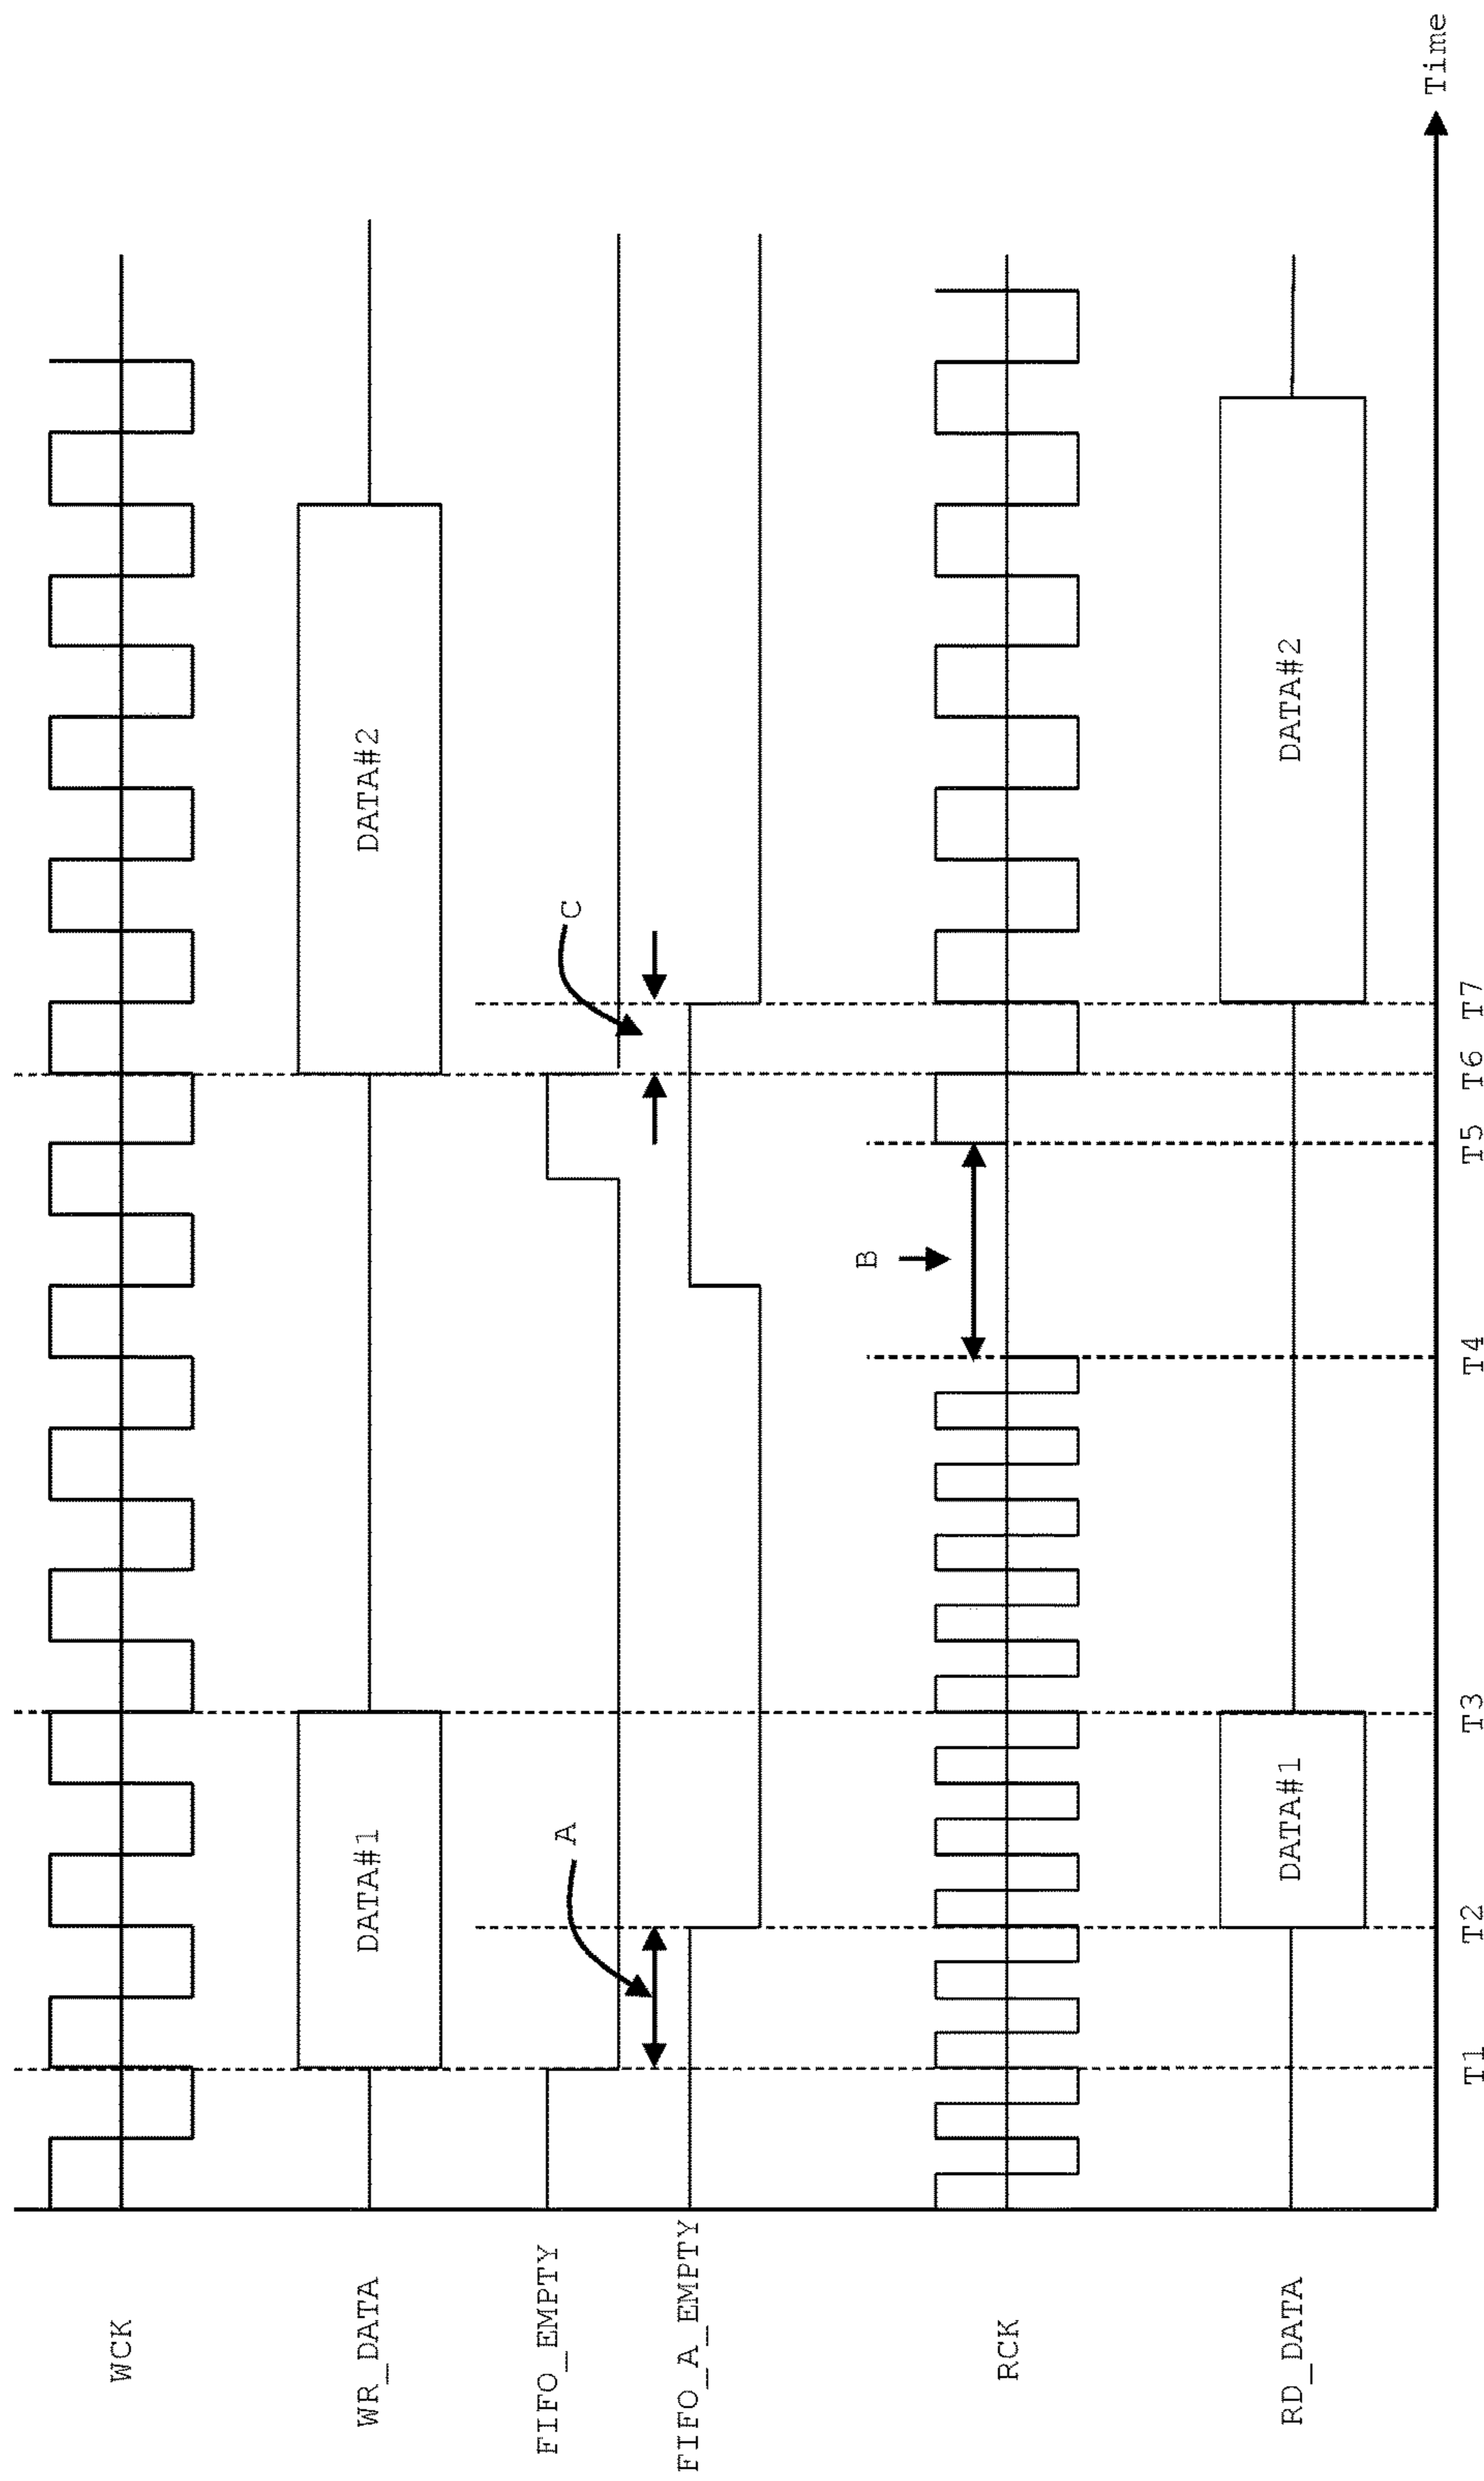 WCK
WR_DATA
DATA#1
DATA#2
FIFO_EMPTY
A
C
FIFO_A_EMPTY
B
RCK
RD_DATA
DATA#1
DATA#2
T1
T2
T3
T4
T5
T6
T7
Time